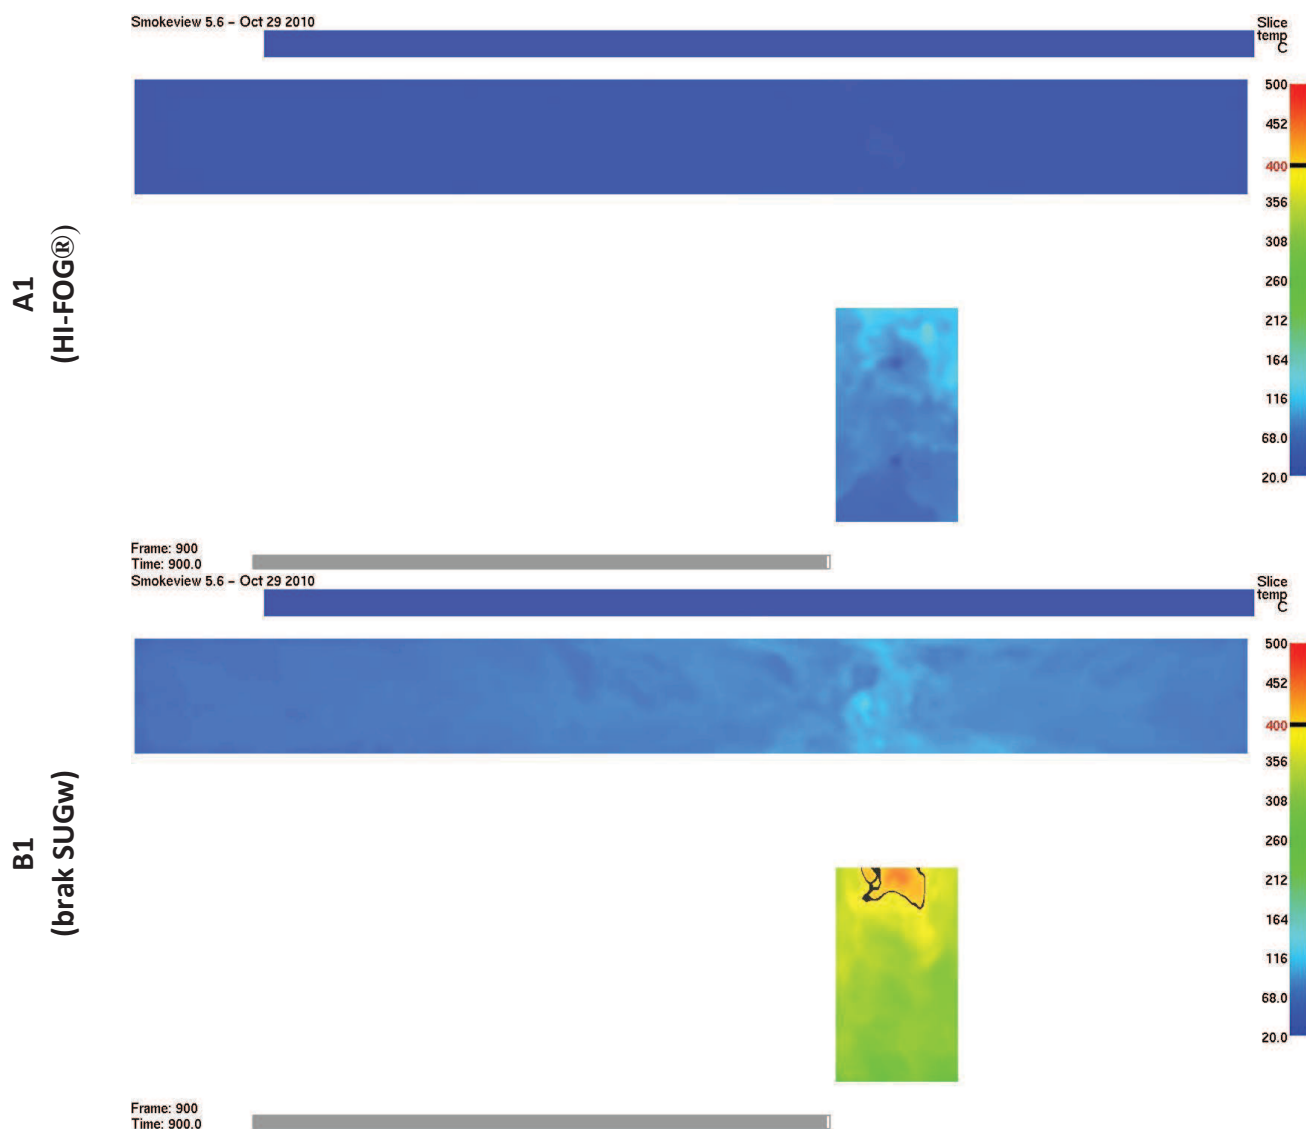 Smokeview 5.6 – Oct 29 2010
Slice
temp
C
500
452
400
356
308
260
212
164
116
68.0
20.0
A1
(HI-FOG®)
Frame: 900
Time: 900.0
Smokeview 5.6 – Oct 29 2010
Slice
temp
C
500
452
400
356
308
260
212
164
116
68.0
20.0
B1
(brak SUGw)
Frame: 900
Time: 900.0